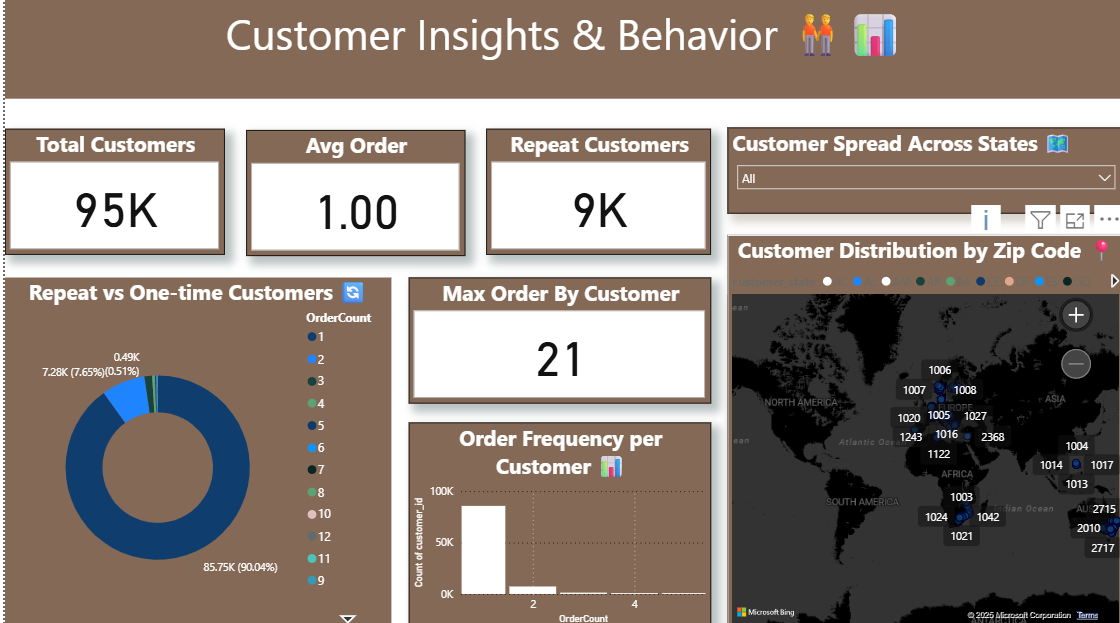 Customer Insights & Behavior
Total Customers
95K
Avg Order
1.00
Repeat Customers
9K
Customer Spread Across States
All
Repeat vs One-time Customers
OrderCount
1
2
3
4
5
6
7
8
10
12
11
9
0.49K
7.28K (7.65%)(0.51%)
85.75K (90.04%)
Max Order By Customer
21
Order Frequency per
Customer
Count of customer_id
100K
50K
0K
2
4
OrderCount
Customer Distribution by Zip Code
customer_state
NORTH AMERICA
EUROPE
ASIA
Atlantic
AFRICA
SOUTH AMERICA
Indian Ocean
1006
1007
1008
1020
1005
1027
1243
1016
2368
1122
1004
1014
1017
1013
1003
1024
1042
1021
2715
2010
2717
Microsoft Bing
© 2025 Microsoft Corporation
Terms
ANTARCTICA